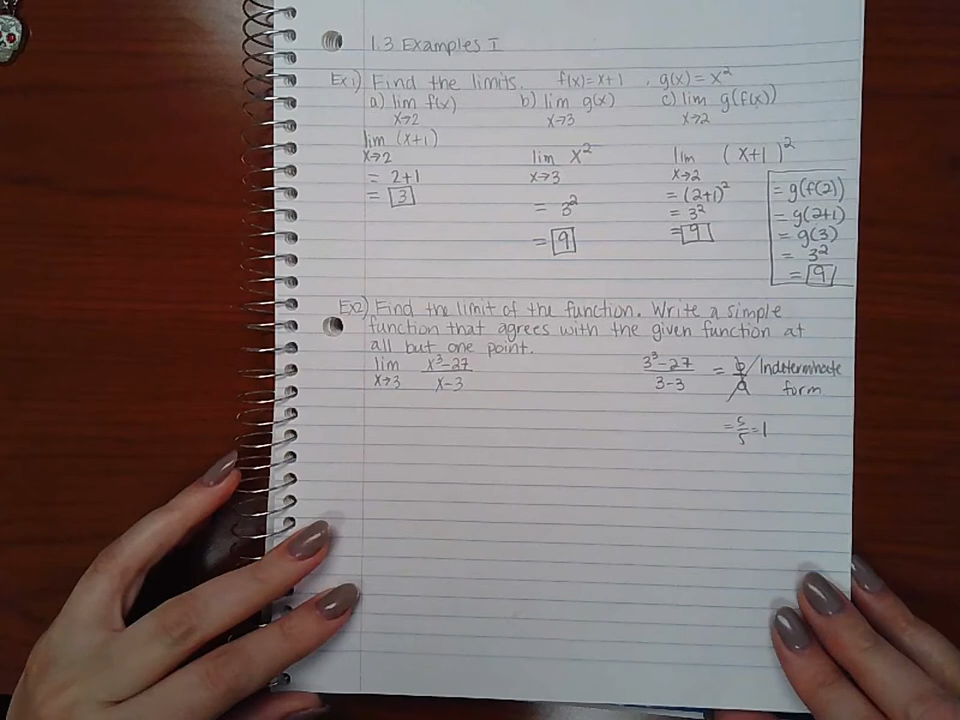 1.3 Examples I
Ex1) Find the limits. f(x)=x+1 , g(x)=x²
a) lim f(x) b) lim g(x) c) lim g(f(x))
x→2 x→3 x→2
lim (x+1)
x→2
= 2+1
= 3
lim x²
x→3
= 3²
= 9
lim (x+1)²
x→2
= (2+1)²
= 3²
= 9
= g(f(2))
= g(2+1)
= g(3)
= 3²
= 9
Ex2) Find the limit of the function. Write a simple
function that agrees with the given function at
all but one point.
lim x³-27
x→3 x-3
3³-27 = 0/Indeterminate
3-3 0 form
= 5/5 = 1